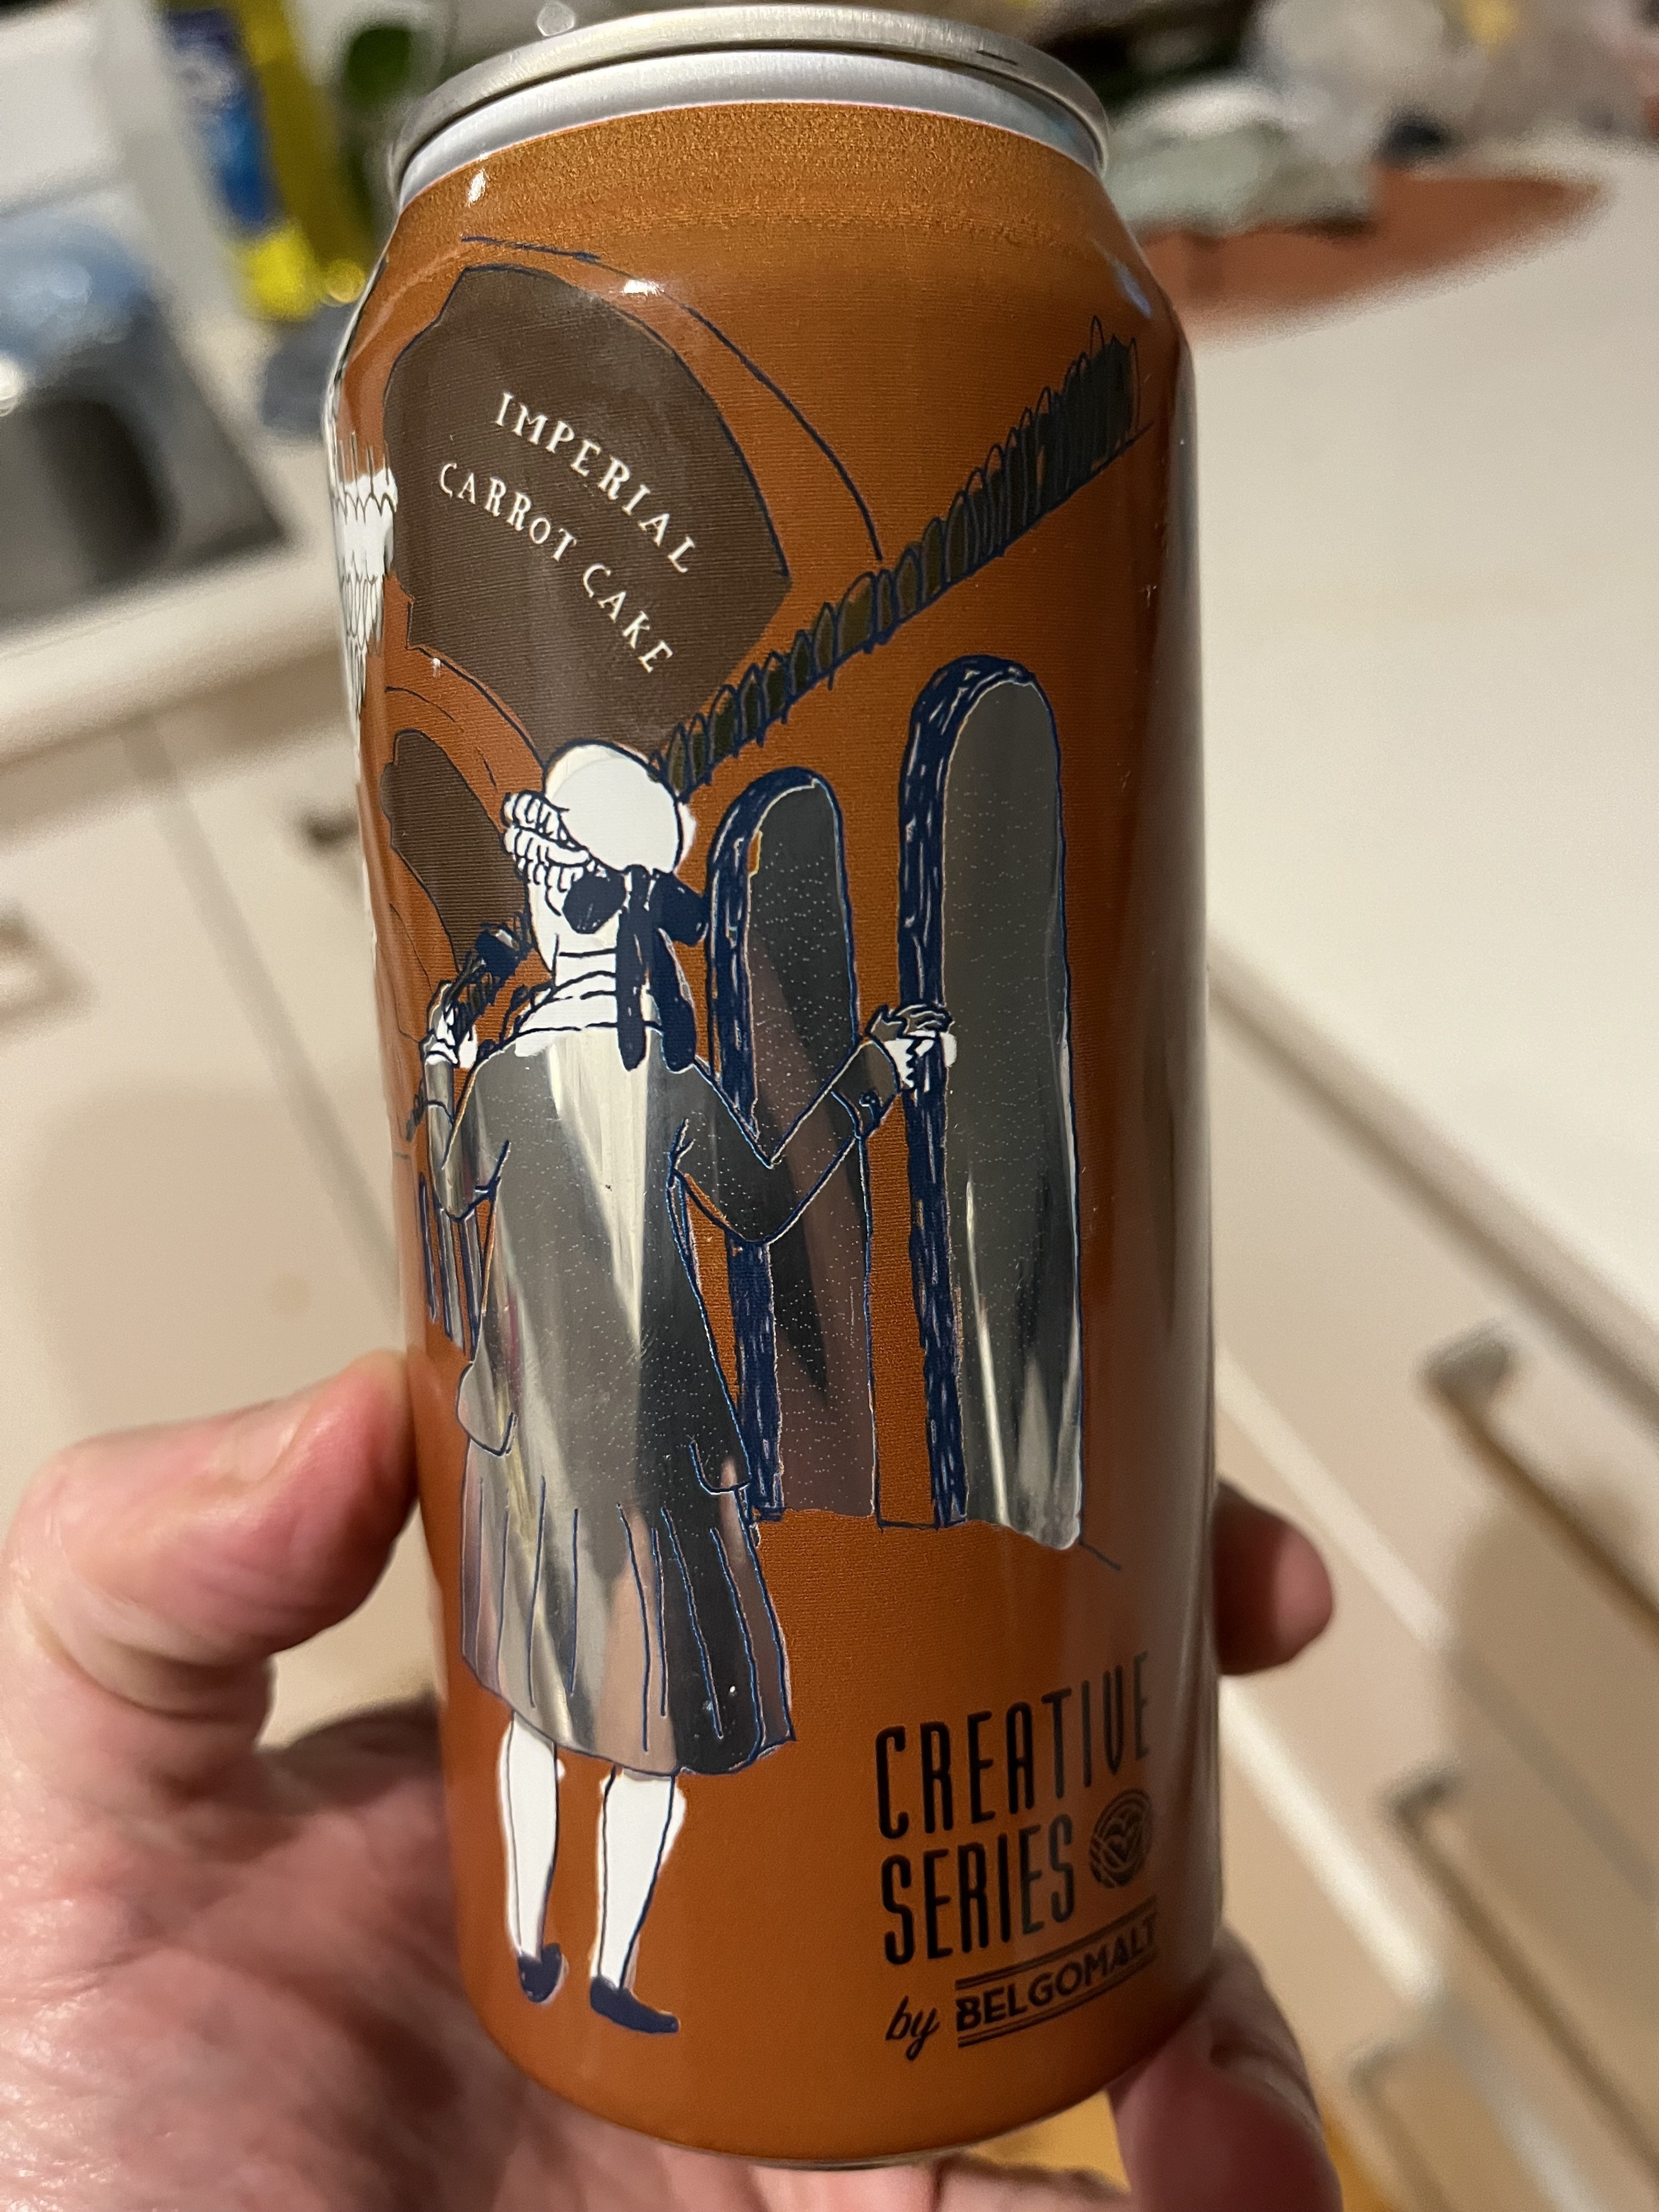 IMPERIAL
CARROT CAKE
CREATIVE
SERIES
by BELGOMALT